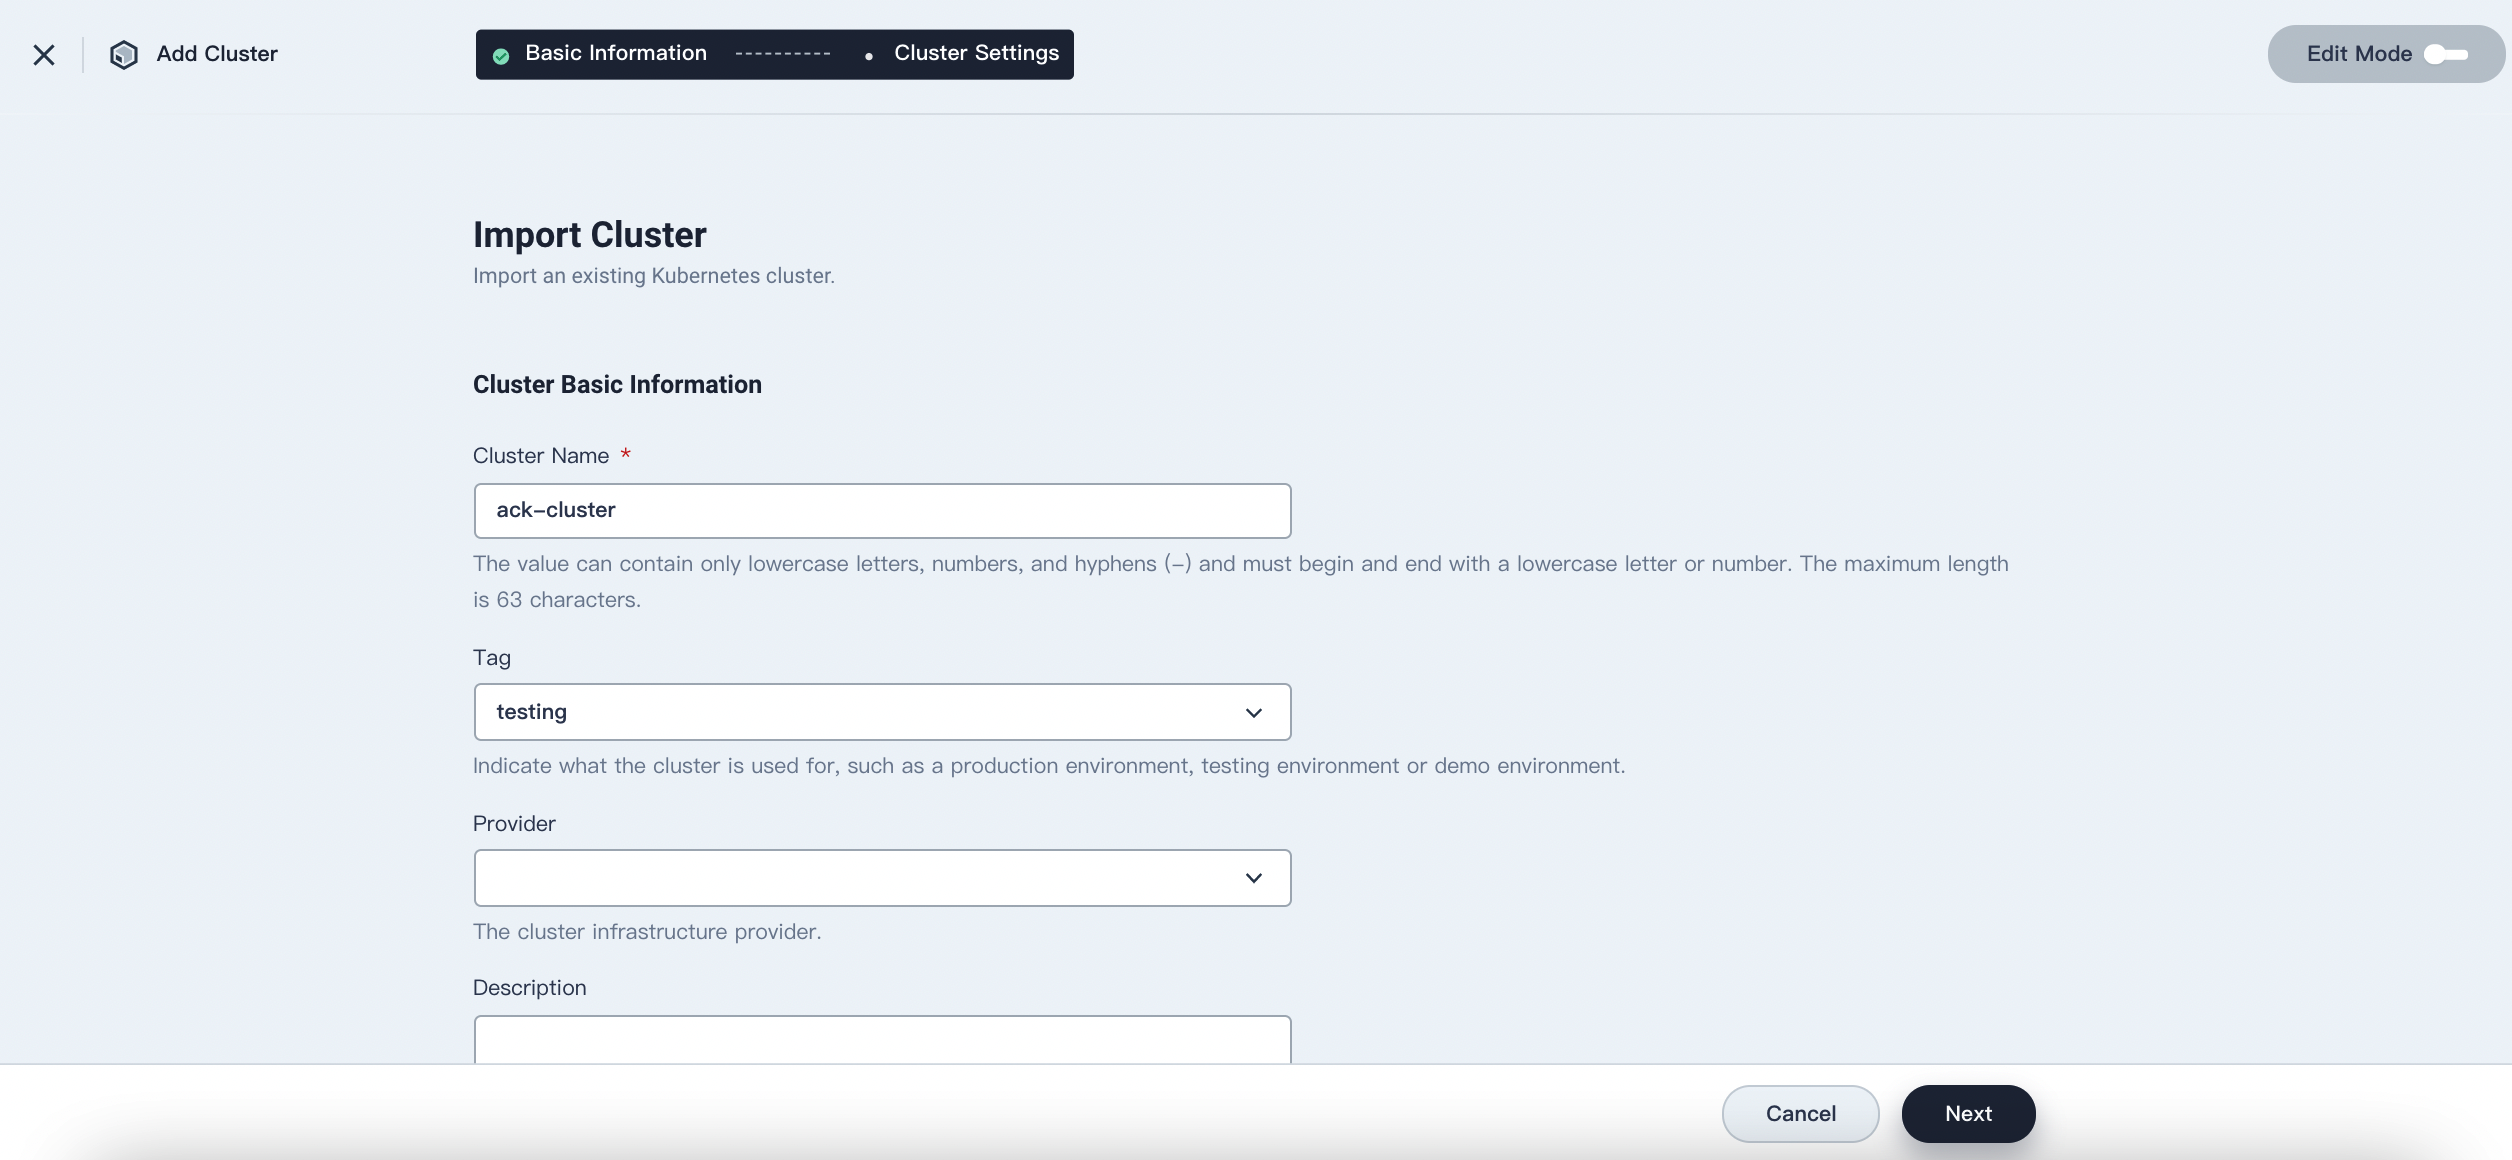 Add Cluster
Basic Information
Cluster Settings
Edit Mode
Import Cluster
Import an existing Kubernetes cluster.
Cluster Basic Information
Cluster Name *
ack-cluster
The value can contain only lowercase letters, numbers, and hyphens (-) and must begin and end with a lowercase letter or number. The maximum length
is 63 characters.
Tag
testing
Indicate what the cluster is used for, such as a production environment, testing environment or demo environment.
Provider
The cluster infrastructure provider.
Description
Cancel
Next